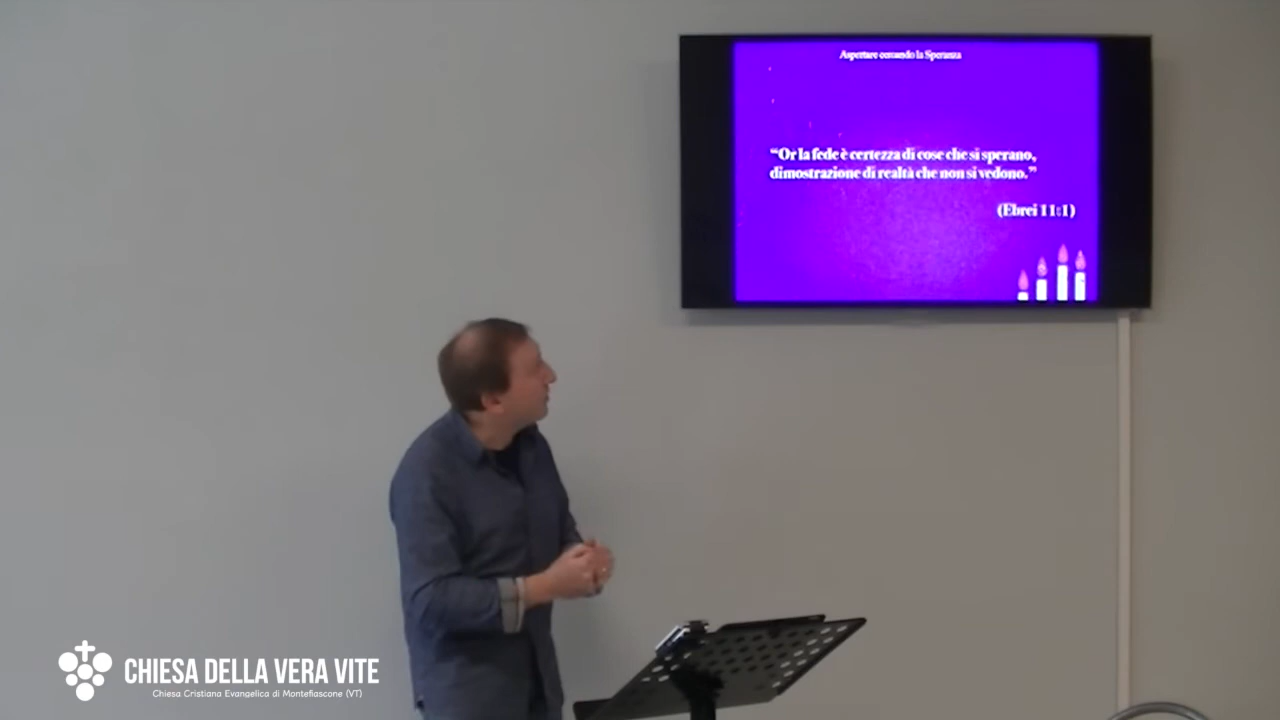 Aspettare cercando la Speranza
“Or la fede è certezza di cose che si sperano,
dimostrazione di realtà che non si vedono.”
(Ebrei 11:1)
CHIESA DELLA VERA VITE
Chiesa Cristiana Evangelica di Montefiascone (VT)